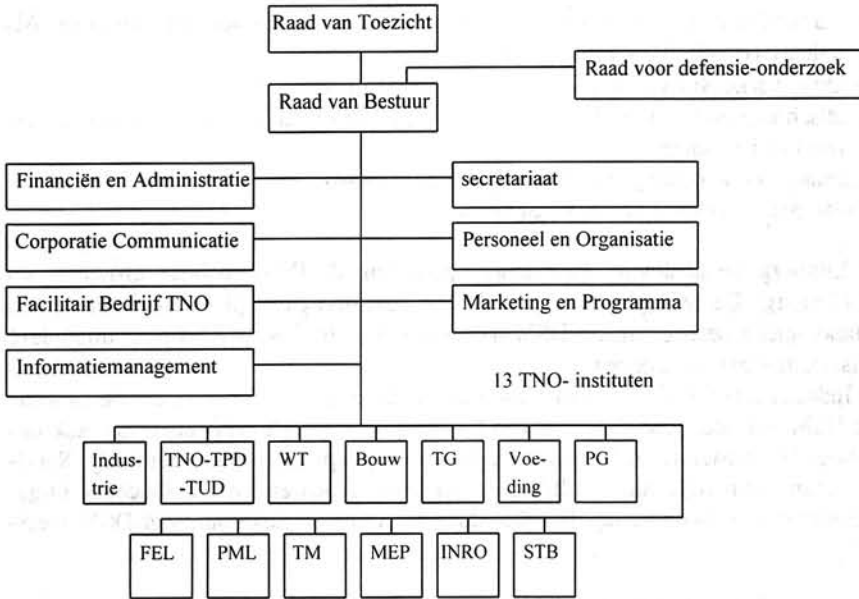 Raad van Toezicht
Raad voor defensie-onderzoek
Raad van Bestuur
Financiën en Administratie
secretariaat
Corporatie Communicatie
Personeel en Organisatie
Facilitair Bedrijf TNO
Marketing en Programma
Informatiemanagement
13 TNO- instituten
Indus-
trie
TNO-TPD
-TUD
WT
Bouw
TG
Voe-
ding
PG
FEL
PML
TM
MEP
INRO
STB